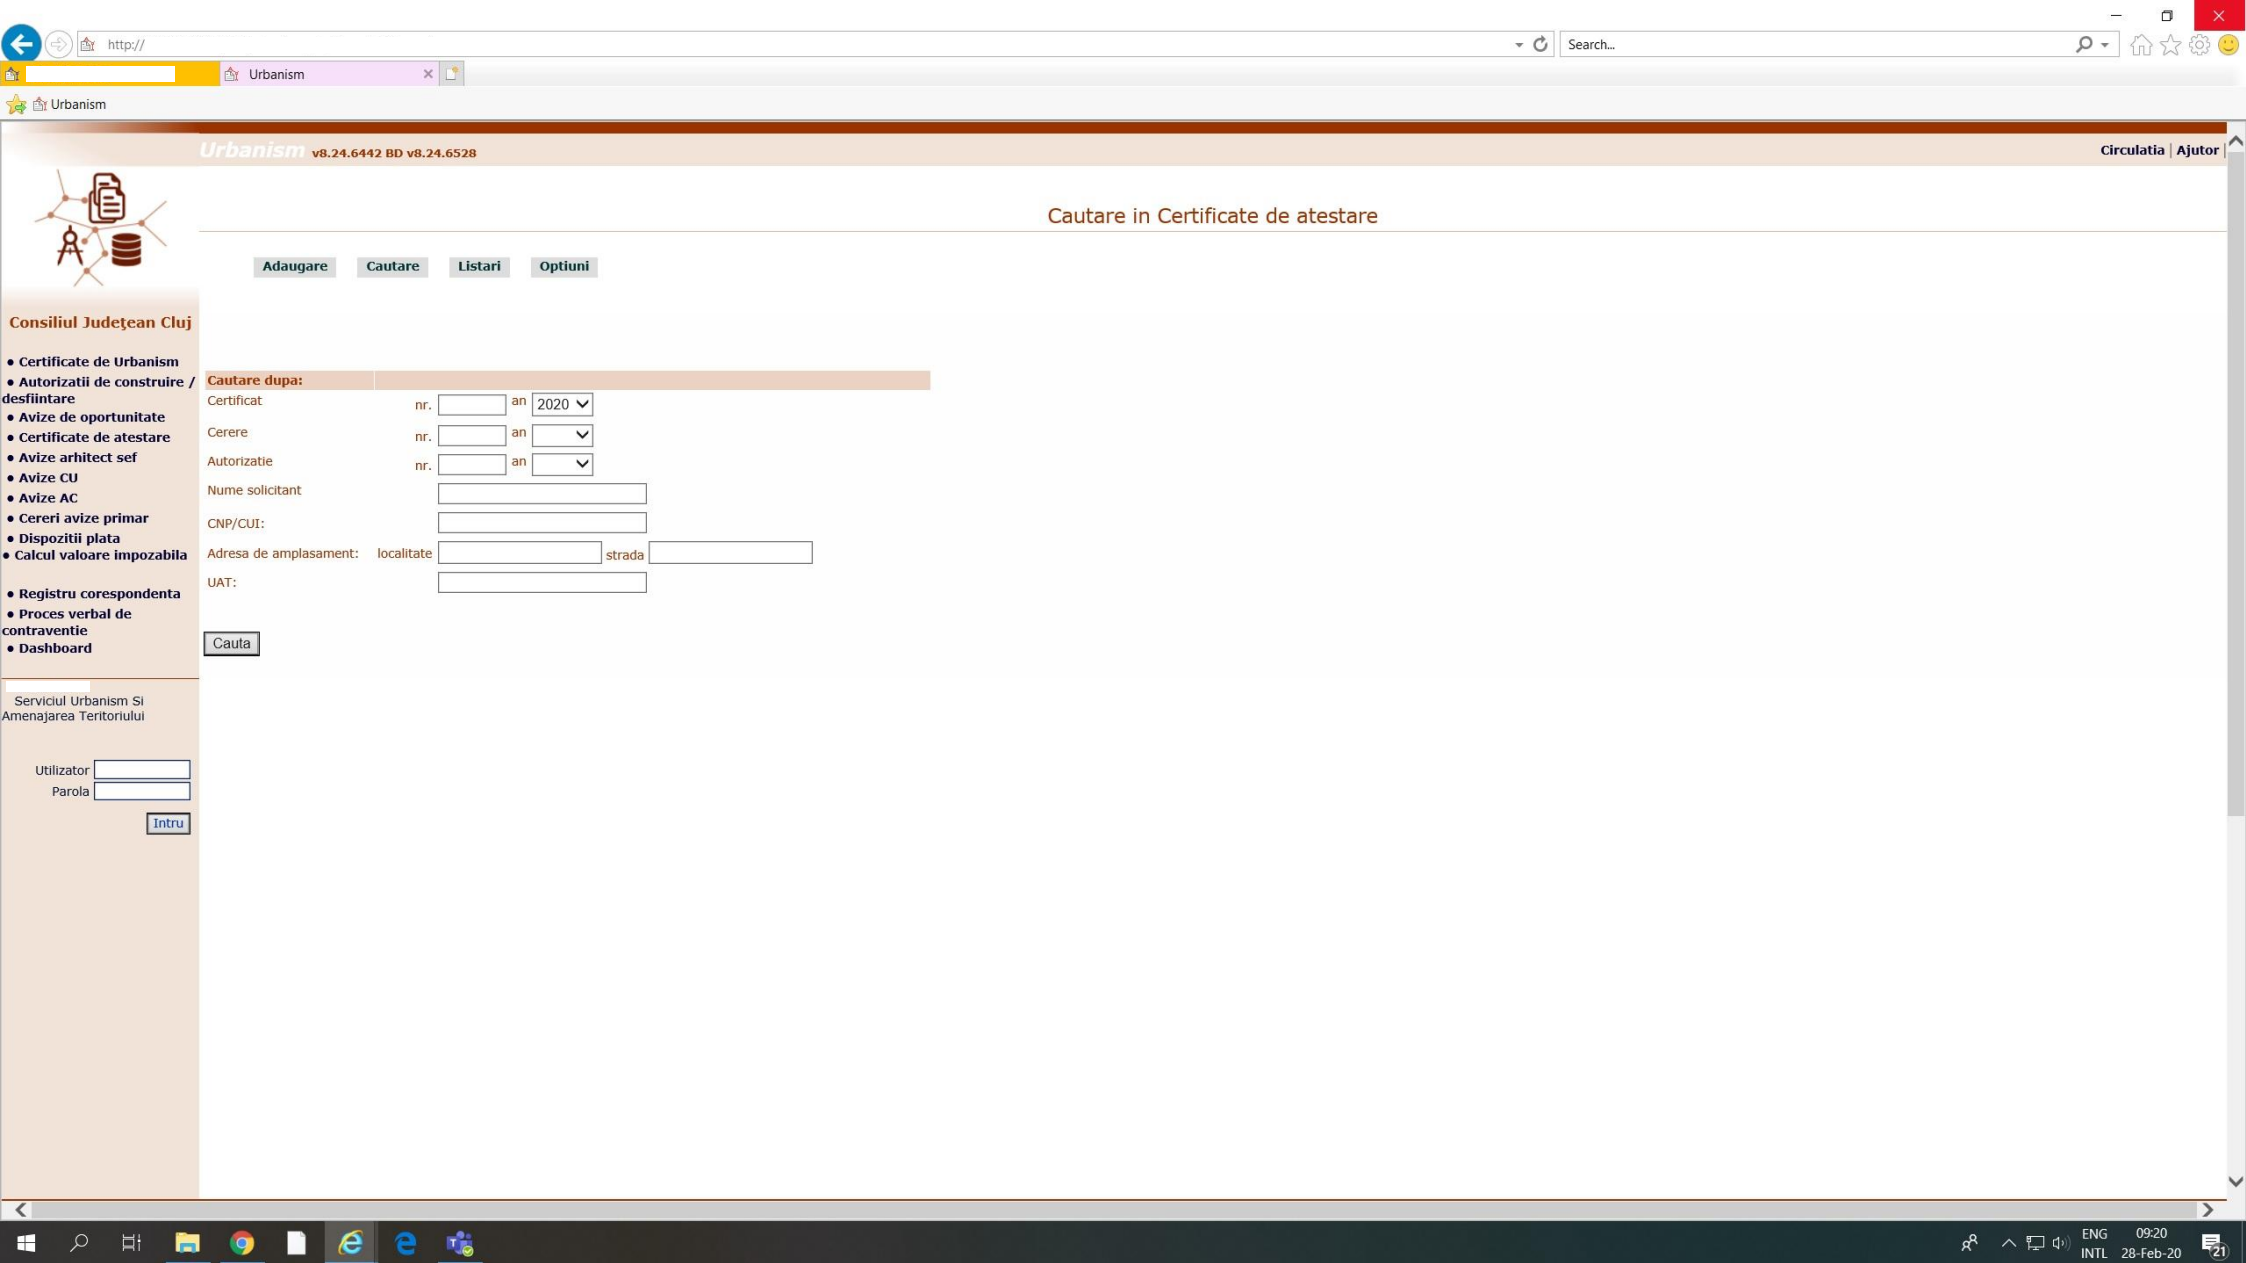 http://
Search...
Urbanism
Urbanism
Urbanism v8.24.6442 BD v8.24.6528
Circulatia | Ajutor |
Cautare in Certificate de atestare
Adaugare Cautare Listari Optiuni
Consiliul Judeţean Cluj
• Certificate de Urbanism
• Autorizatii de construire /
desfiintare
• Avize de oportunitate
• Certificate de atestare
• Avize arhitect sef
• Avize CU
• Avize AC
• Cereri avize primar
• Dispozitii plata
• Calcul valoare impozabila
• Registru corespondenta
• Proces verbal de
contraventie
• Dashboard
Serviciul Urbanism Si
Amenajarea Teritoriului
Utilizator
Parola
Intru
Cautare dupa:
Certificat nr. an 2020
Cerere nr. an
Autorizatie nr. an
Nume solicitant
CNP/CUI:
Adresa de amplasament: localitate strada
UAT:
Cauta
ENG 09:20
INTL 28-Feb-20
21